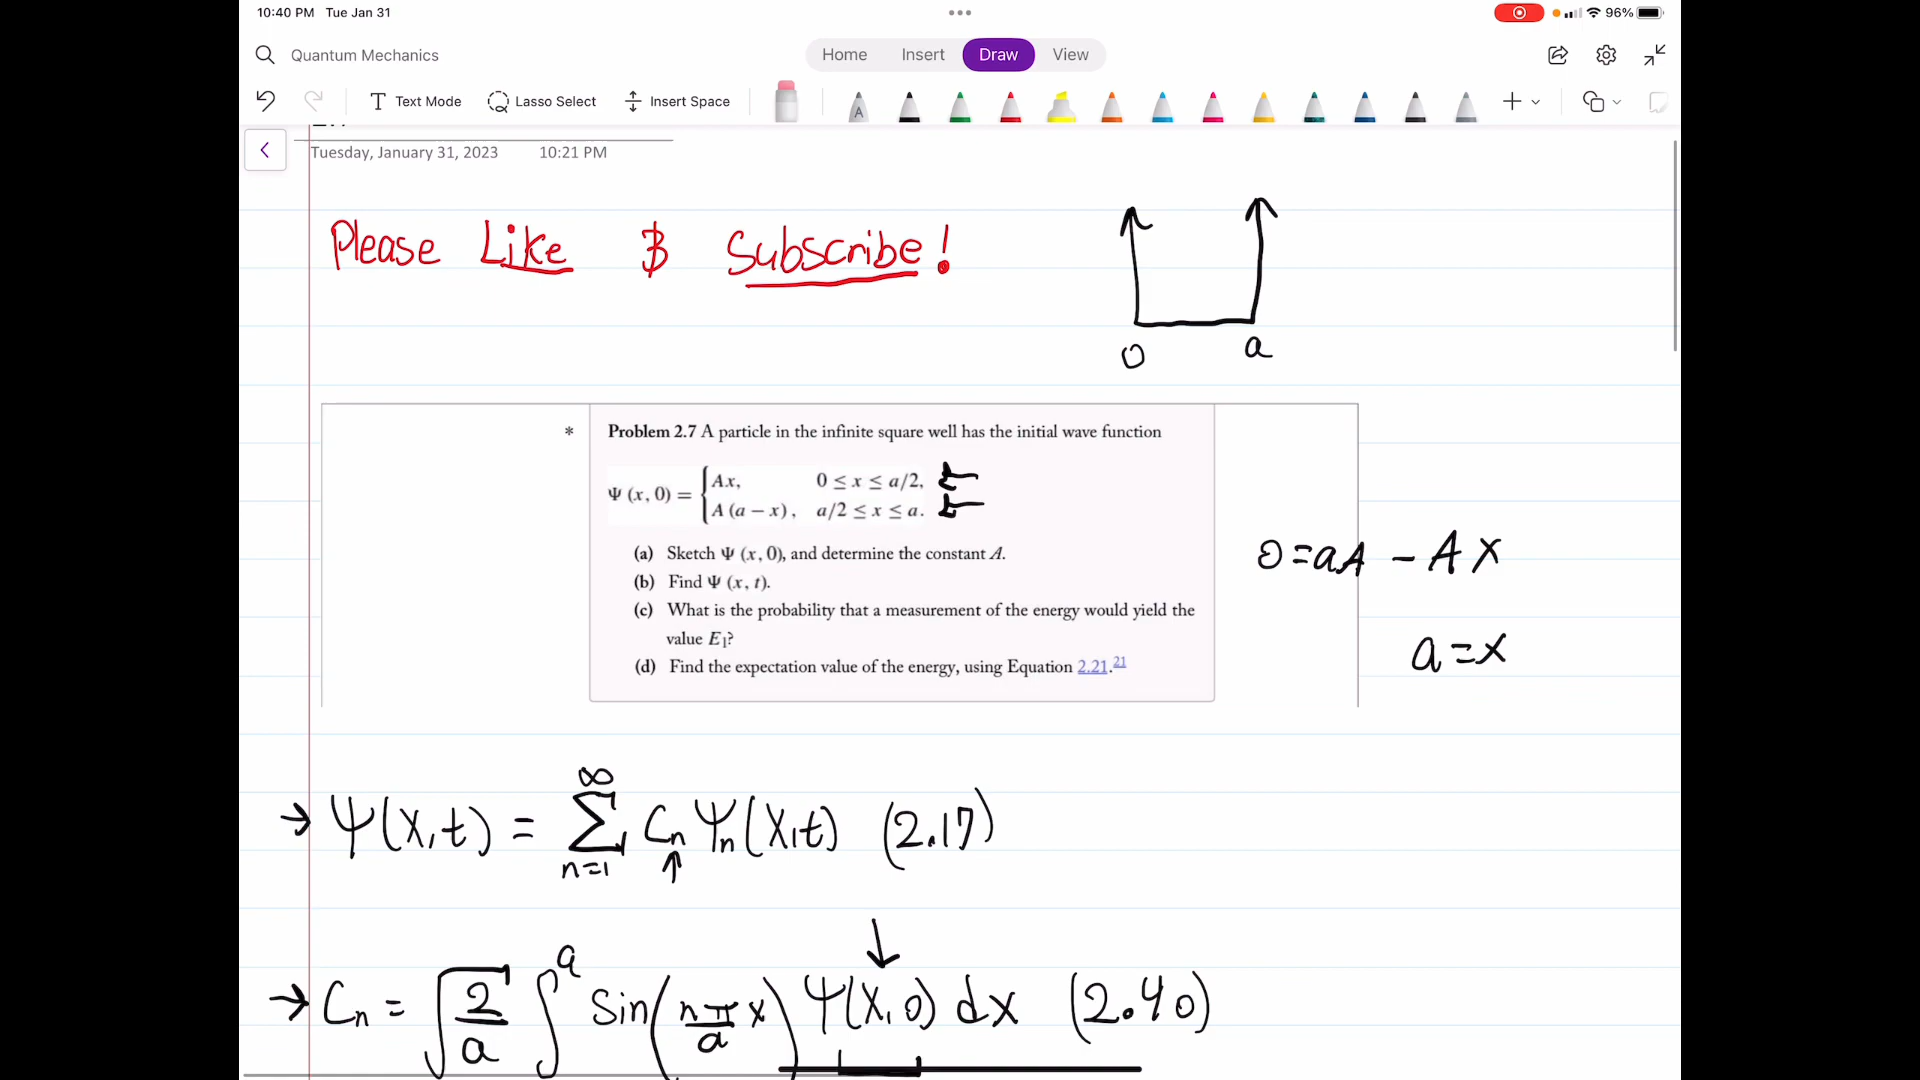 10:40 PM Tue Jan 31
96%
Quantum Mechanics
Home Insert Draw View
Text Mode Lasso Select Insert Space
A
Tuesday, January 31, 2023 10:21 PM
Please Like & Subscribe!
0 a
* Problem 2.7 A particle in the infinite square well has the initial wave function
Ψ (x, 0) = { Ax, 0 ≤ x ≤ a/2,
A (a − x), a/2 ≤ x ≤ a.
(a) Sketch Ψ (x, 0), and determine the constant A.
(b) Find Ψ (x, t).
(c) What is the probability that a measurement of the energy would yield the
value E₁?
(d) Find the expectation value of the energy, using Equation 2.21.²¹
0 = aA − Ax
a = x
→ Ψ(x,t) = ∑_{n=1}^{∞} Cₙ Ψₙ(x,t) (2.17)
→ Cₙ = √(2/a) ∫^a Sin(nπ/a x) Ψ(x,0) dx (2.40)